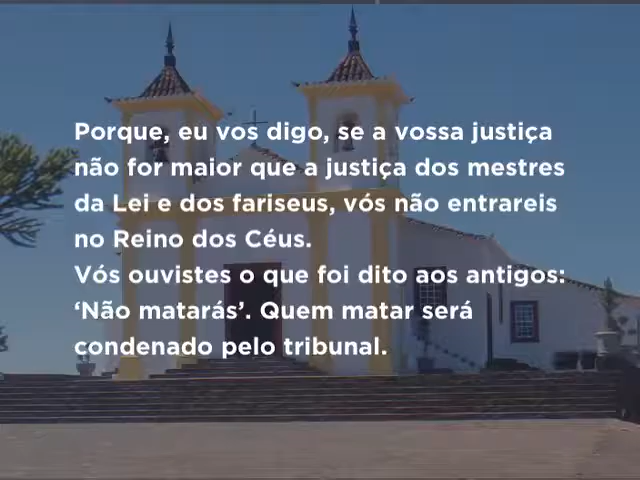 Porque, eu vos digo, se a vossa justiça
não for maior que a justiça dos mestres
da Lei e dos fariseus, vós não entrareis
no Reino dos Céus.
Vós ouvistes o que foi dito aos antigos:
‘Não matarás’. Quem matar será
condenado pelo tribunal.